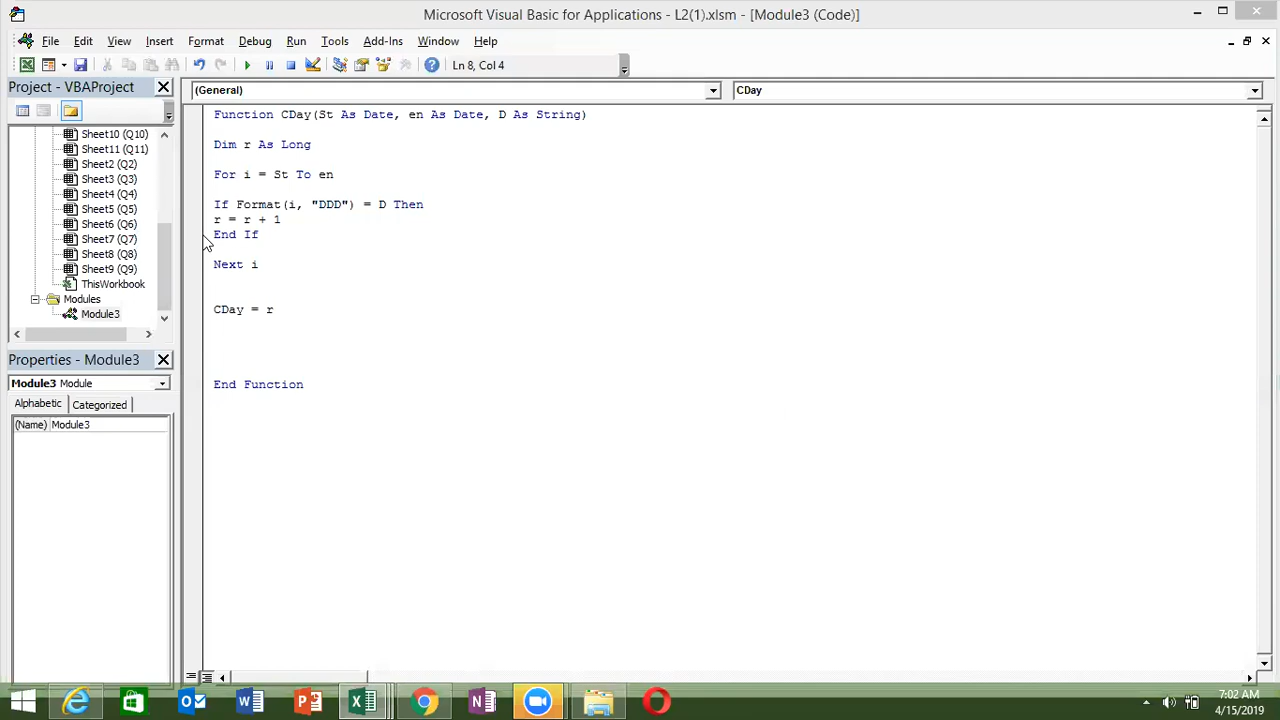 Microsoft Visual Basic for Applications - L2(1).xlsm - [Module3 (Code)]
File Edit View Insert Format Debug Run Tools Add-Ins Window Help
Ln 8, Col 4
Project - VBAProject
(General)
CDay
Sheet10 (Q10)
Sheet11 (Q11)
Sheet2 (Q2)
Sheet3 (Q3)
Sheet4 (Q4)
Sheet5 (Q5)
Sheet6 (Q6)
Sheet7 (Q7)
Sheet8 (Q8)
Sheet9 (Q9)
ThisWorkbook
Modules
Module3
Properties - Module3
Module3 Module
Alphabetic Categorized
(Name) Module3
Function CDay(St As Date, en As Date, D As String)
Dim r As Long
For i = St To en
If Format(i, "DDD") = D Then
r = r + 1
End If
Next i
CDay = r
End Function
7:02 AM
4/15/2019